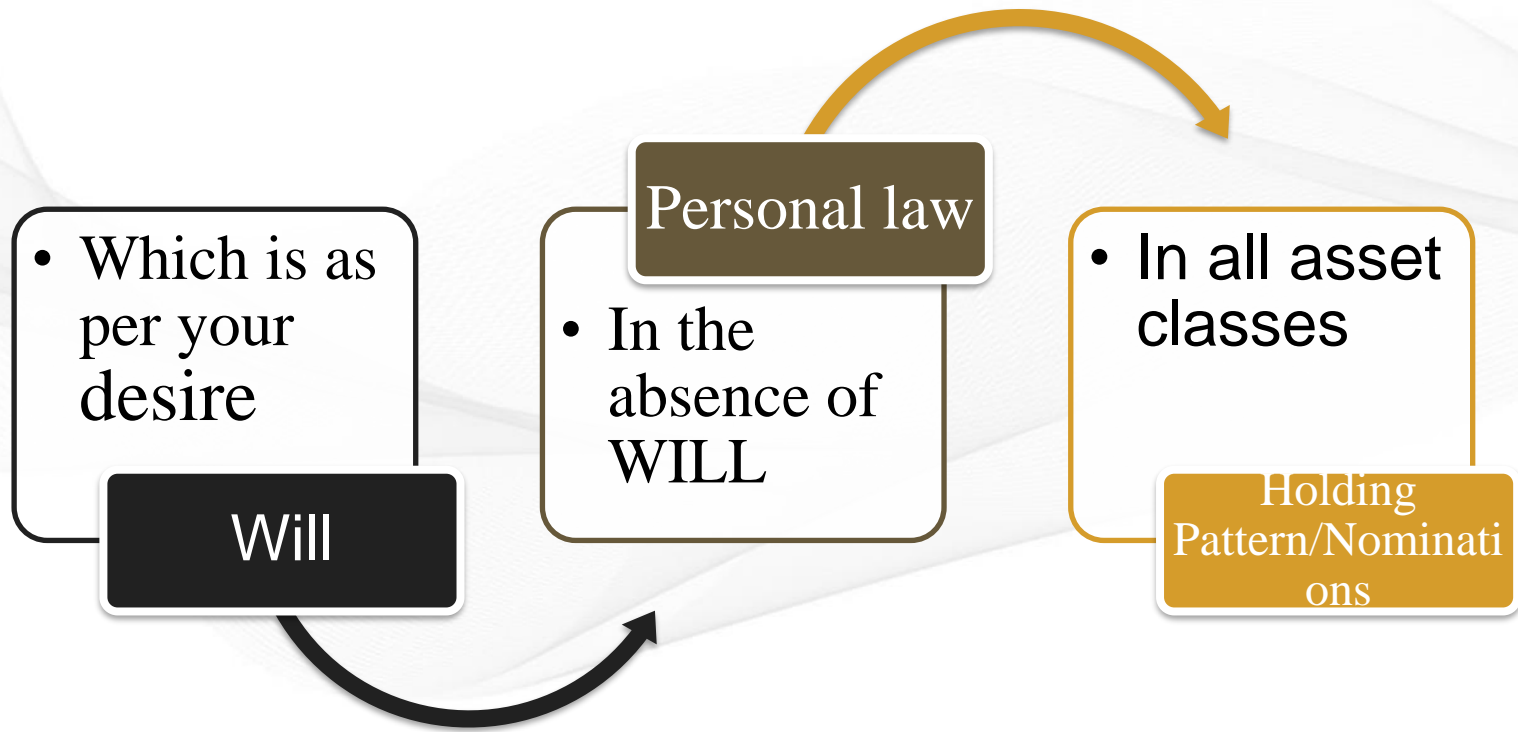 • Which is as
per your
desire
Will
Personal law
• In the
absence of
WILL
• In all asset
classes
Holding
Pattern/Nominati
ons